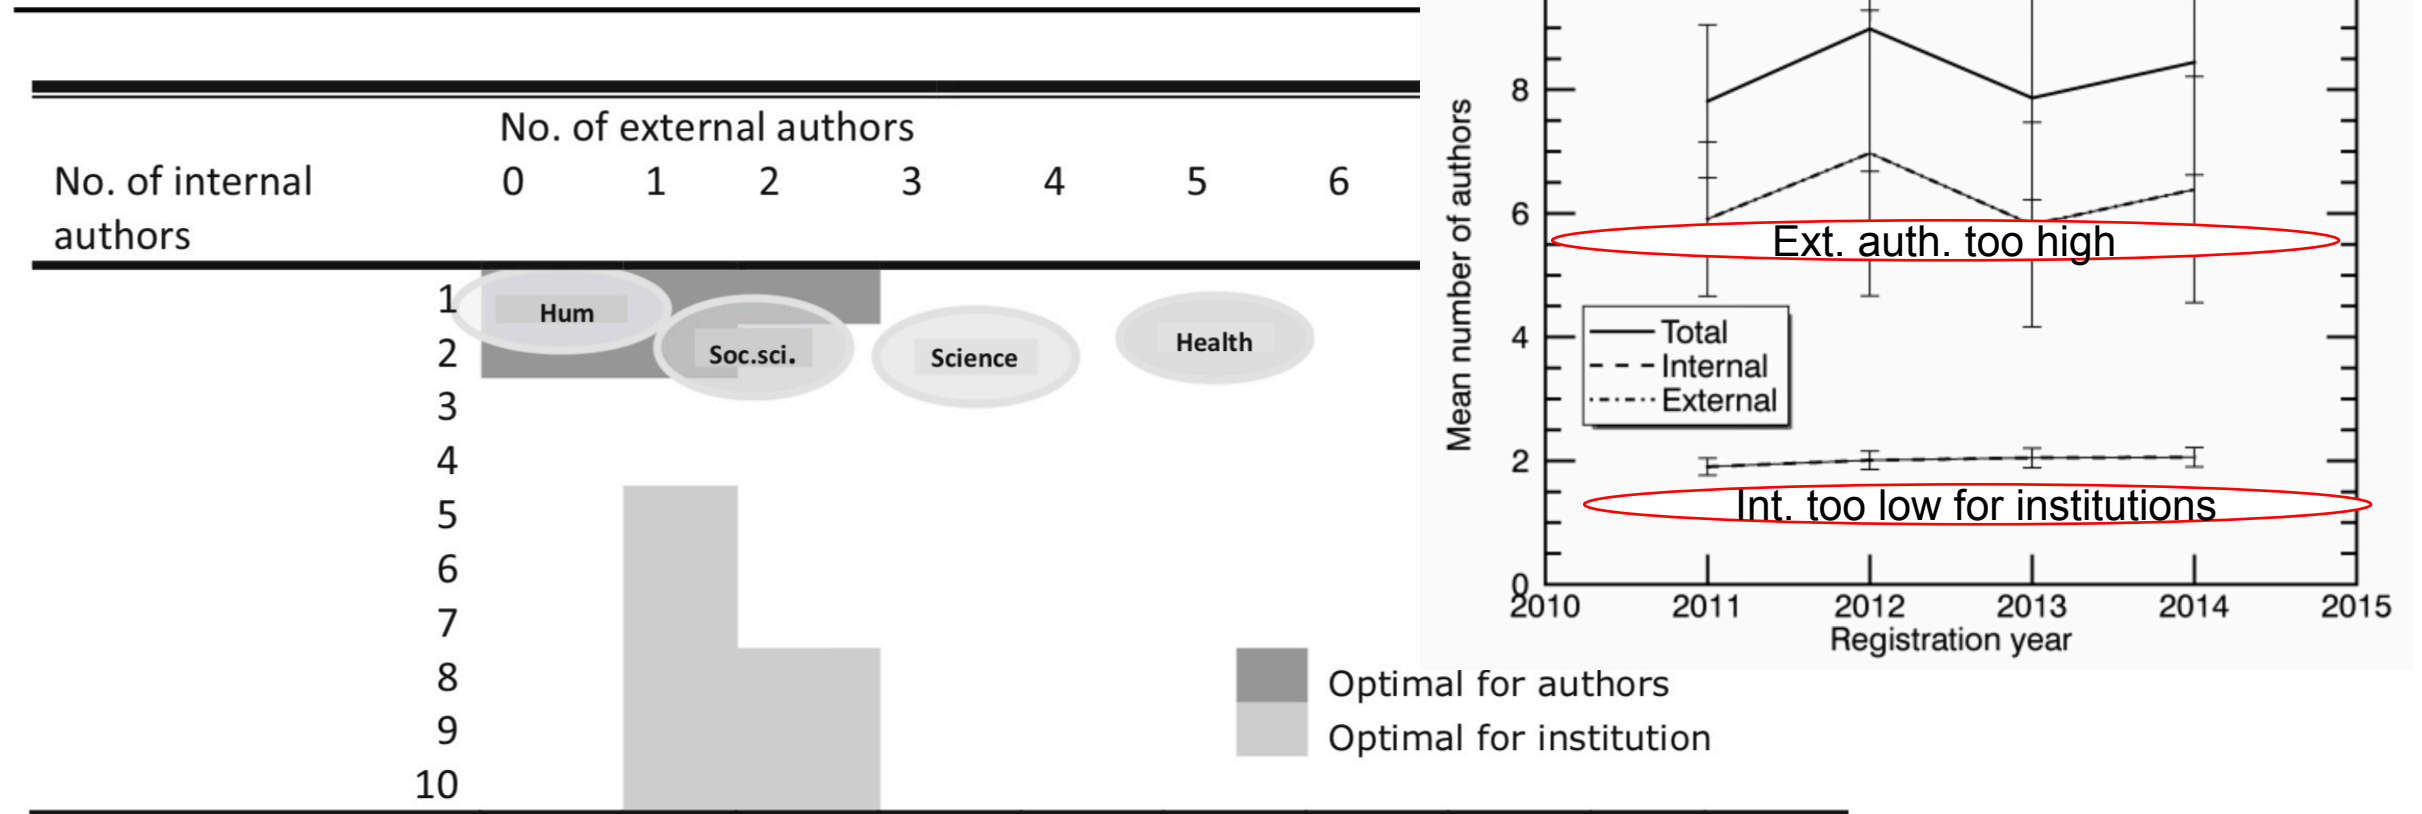 No. of external authors
No. of internal authors
0 1 2 3 4 5 6
1
2
3
4
5
6
7
8
9
10
Hum
Soc.sci.
Science
Health
Optimal for authors
Optimal for institution
Mean number of authors
8
6
4
2
0
Ext. auth. too high
Total
Internal
External
Int. too low for institutions
2010 2011 2012 2013 2014 2015
Registration year